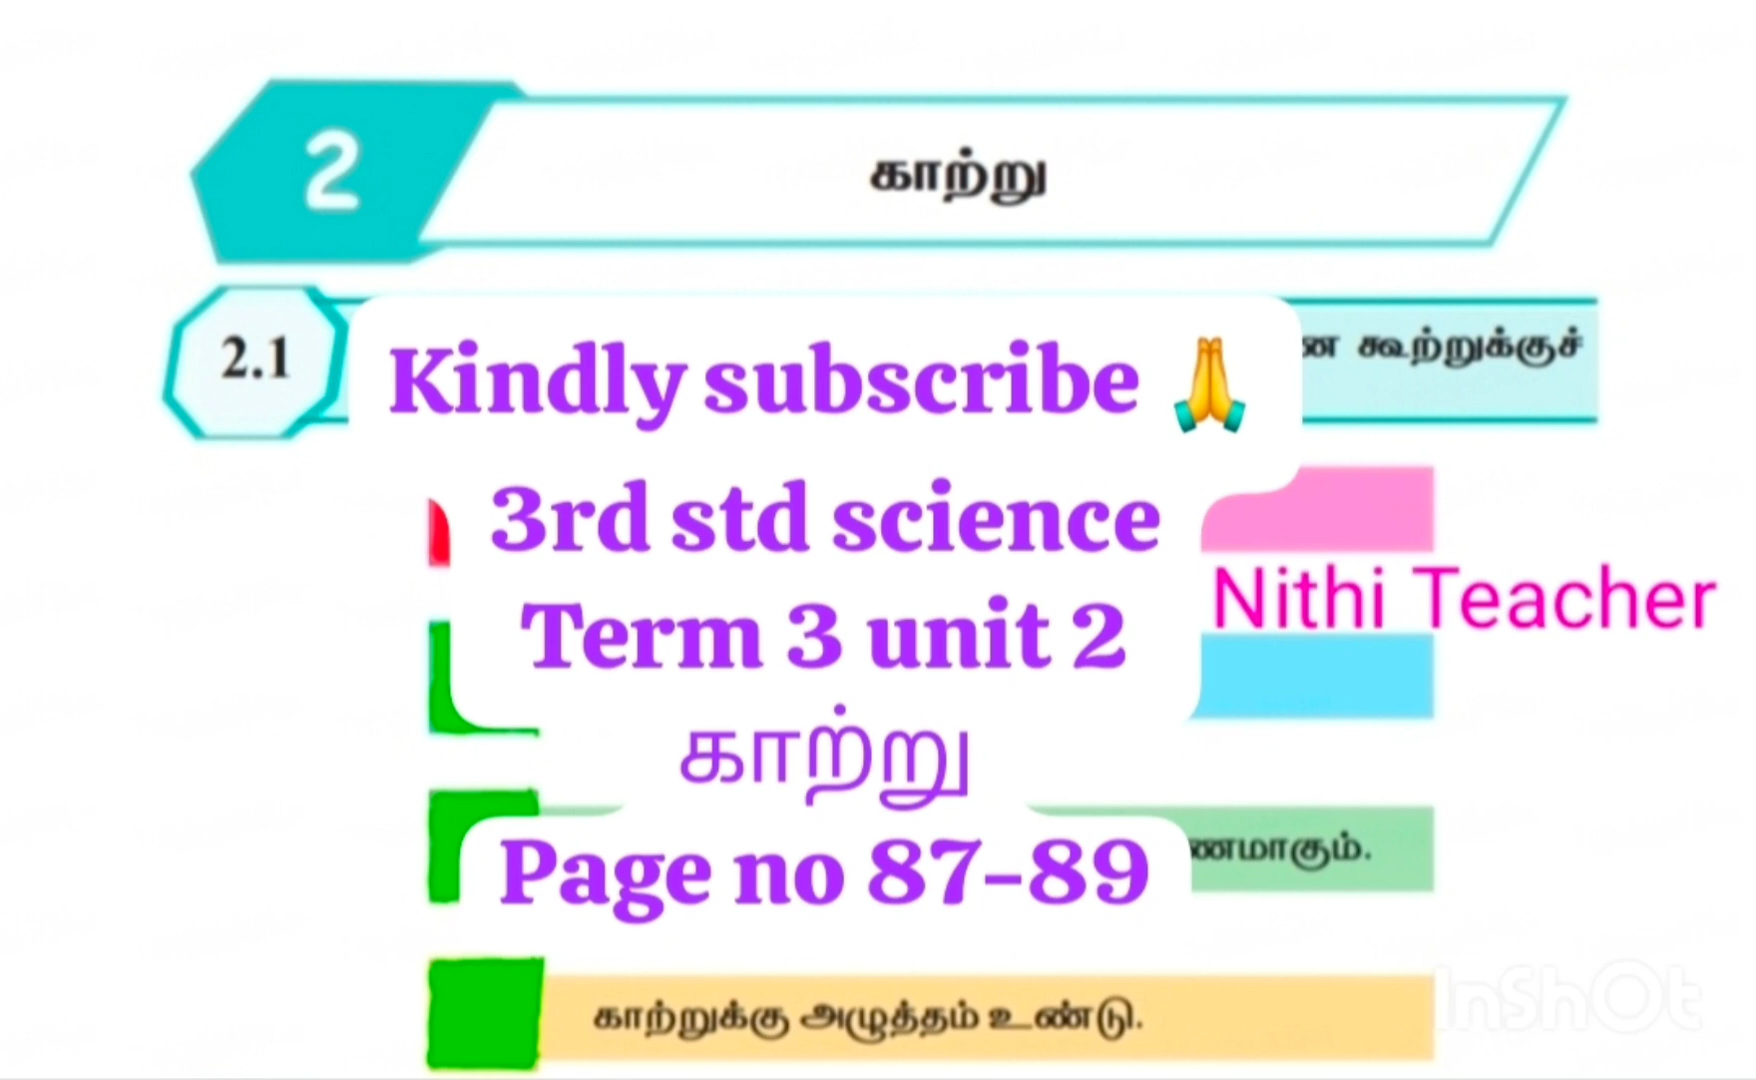 2
காற்று
2.1
கூற்றுக்குச்
Kindly subscribe 🙏
3rd std science
Nithi Teacher
Term 3 unit 2
காற்று
ணமாகும்.
Page no 87-89
காற்றுக்கு அழுத்தம் உண்டு.
InShOt